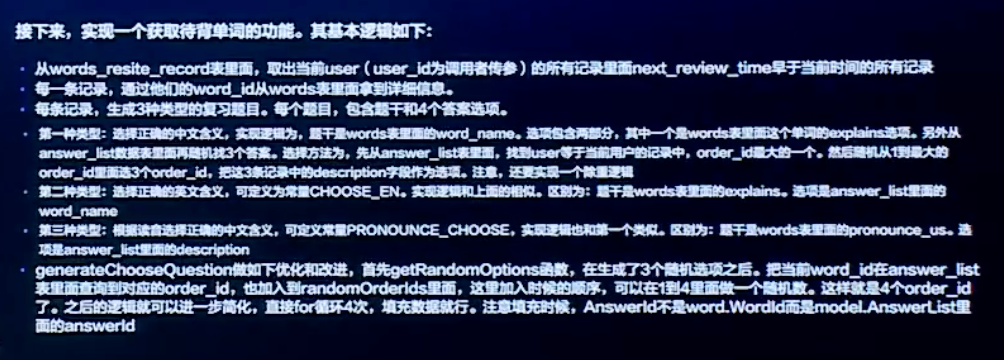 接下来，实现一个获取待背单词的功能。其基本逻辑如下：
• 从words_resite_record表里面，取出当前user（user_id为调用者传参）的所有记录里面next_review_time早于当前时间的所有记录
• 每一条记录，通过他们的word_id从words表里面拿到详细信息。
• 每条记录，生成3种类型的复习题目。每个题目，包含题干和4个答案选项。
• 第一种类型：选择正确的中文含义，实现逻辑为，题干是words表里面的word_name。选项包含两部分，其中一个是words表里面这个单词的explains选项。另外从
answer_list数据表里面再随机找3个答案。选择方法为，先从answer_list表里面，找到user等于当前用户的记录中，order_id最大的一个。然后随机从1到最大的
order_id里面选3个order_id，把这3条记录中的description字段作为选项。注意，还要实现一个除重逻辑
• 第二种类型：选择正确的英文含义，可定义为常量CHOOSE_EN。实现逻辑和上面的相似。区别为：题干是words表里面的explains。选项是answer_list里面的
word_name
• 第三种类型：根据读音选择正确的中文含义，可定义常量PRONOUNCE_CHOOSE，实现逻辑也和第一个类似。区别为：题干是words表里面的pronounce_us。选
项是answer_list里面的description
• generateChooseQuestion做如下优化和改进，首先getRandomOptions函数，在生成了3个随机选项之后。把当前word_id在answer_list
表里面查询到对应的order_id，也加入到randomOrderIds里面，这里加入时候的顺序，可以在1到4里面做一个随机数。这样就是4个order_id
了。之后的逻辑就可以进一步简化，直接for循环4次，填充数据就行。注意填充时候，AnswerId不是word.WordId而是model.AnswerList里
面的answerId